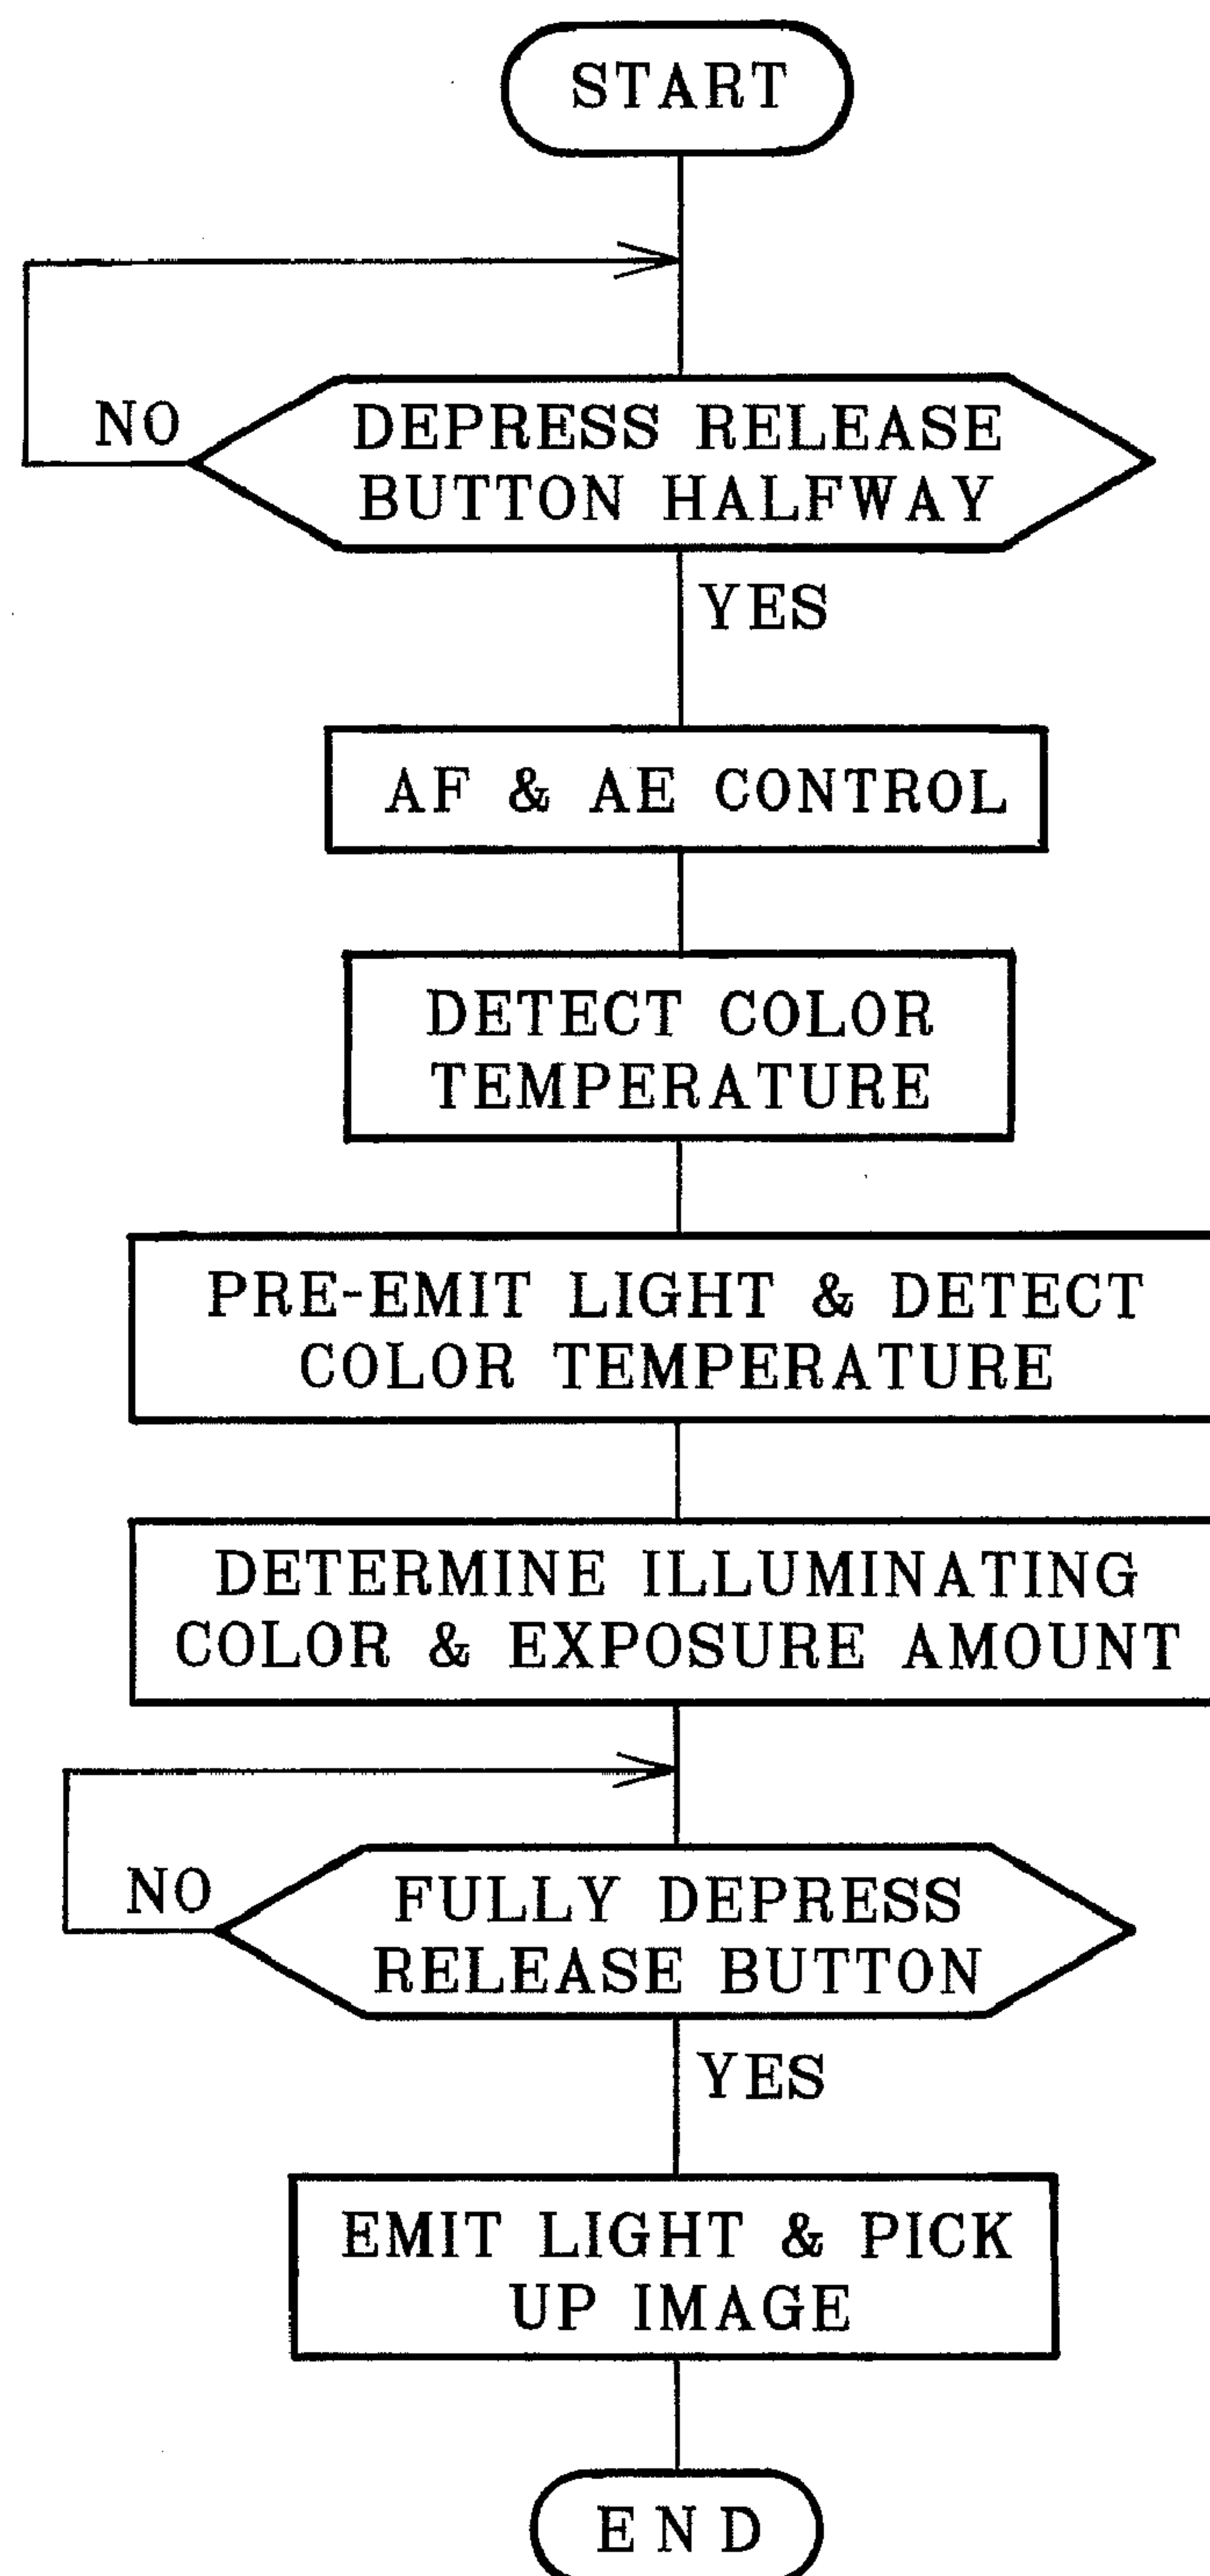 START
NO
DEPRESS RELEASE
BUTTON HALFWAY
YES
AF & AE CONTROL
DETECT COLOR
TEMPERATURE
PRE-EMIT LIGHT & DETECT
COLOR TEMPERATURE
DETERMINE ILLUMINATING
COLOR & EXPOSURE AMOUNT
NO
FULLY DEPRESS
RELEASE BUTTON
YES
EMIT LIGHT & PICK
UP IMAGE
END